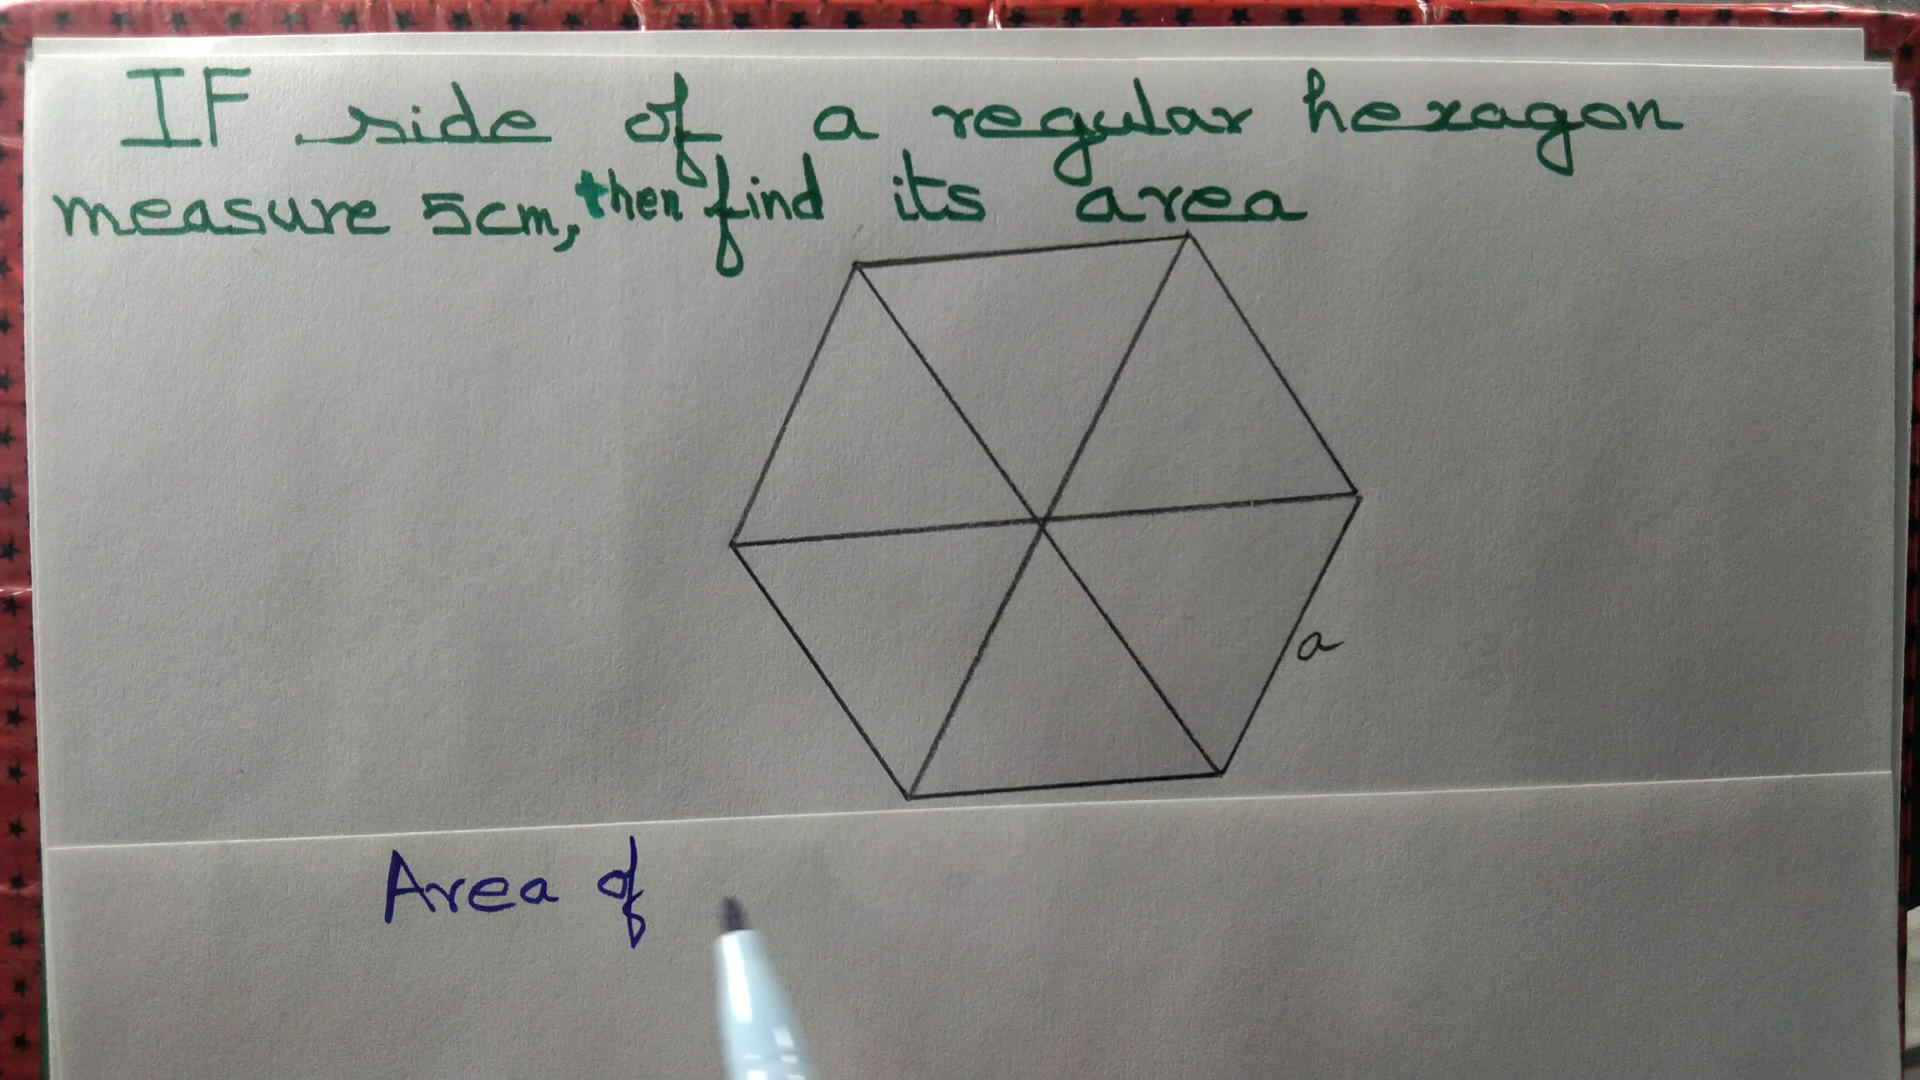 IF side of a regular hexagon
measure 5cm, then find its area
a
Area of